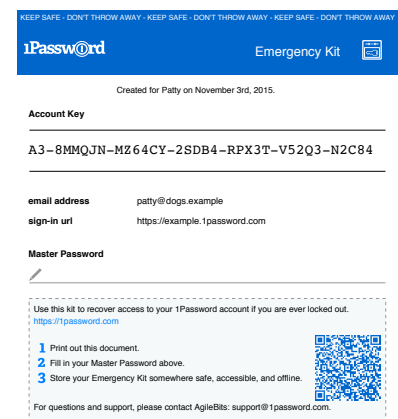 KEEP SAFE - DON'T THROW AWAY - KEEP SAFE - DON'T THROW AWAY - KEEP SAFE - DON'T THROW AWAY - KEEP SAFE - DON'T THROW AWAY
1Password
Emergency Kit
Created for Patty on November 3rd, 2015.
Account Key
A3-8MMQJN-MZ64CY-2SDB4-RPX3T-V52Q3-N2C84
email address patty@dogs.example
sign-in url https://example.1password.com
Master Password
Use this kit to recover access to your 1Password account if you are ever locked out.
https://1password.com
1 Print out this document.
2 Fill in your Master Password above.
3 Store your Emergency Kit somewhere safe, accessible, and offline.
For questions and support, please contact AgileBits: support@1password.com.